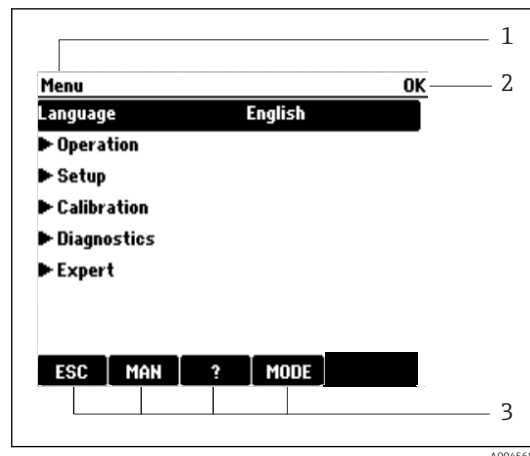 1
Menu OK
2
Language English
Operation
Setup
Calibration
Diagnostics
Expert
ESC MAN ? MODE
3